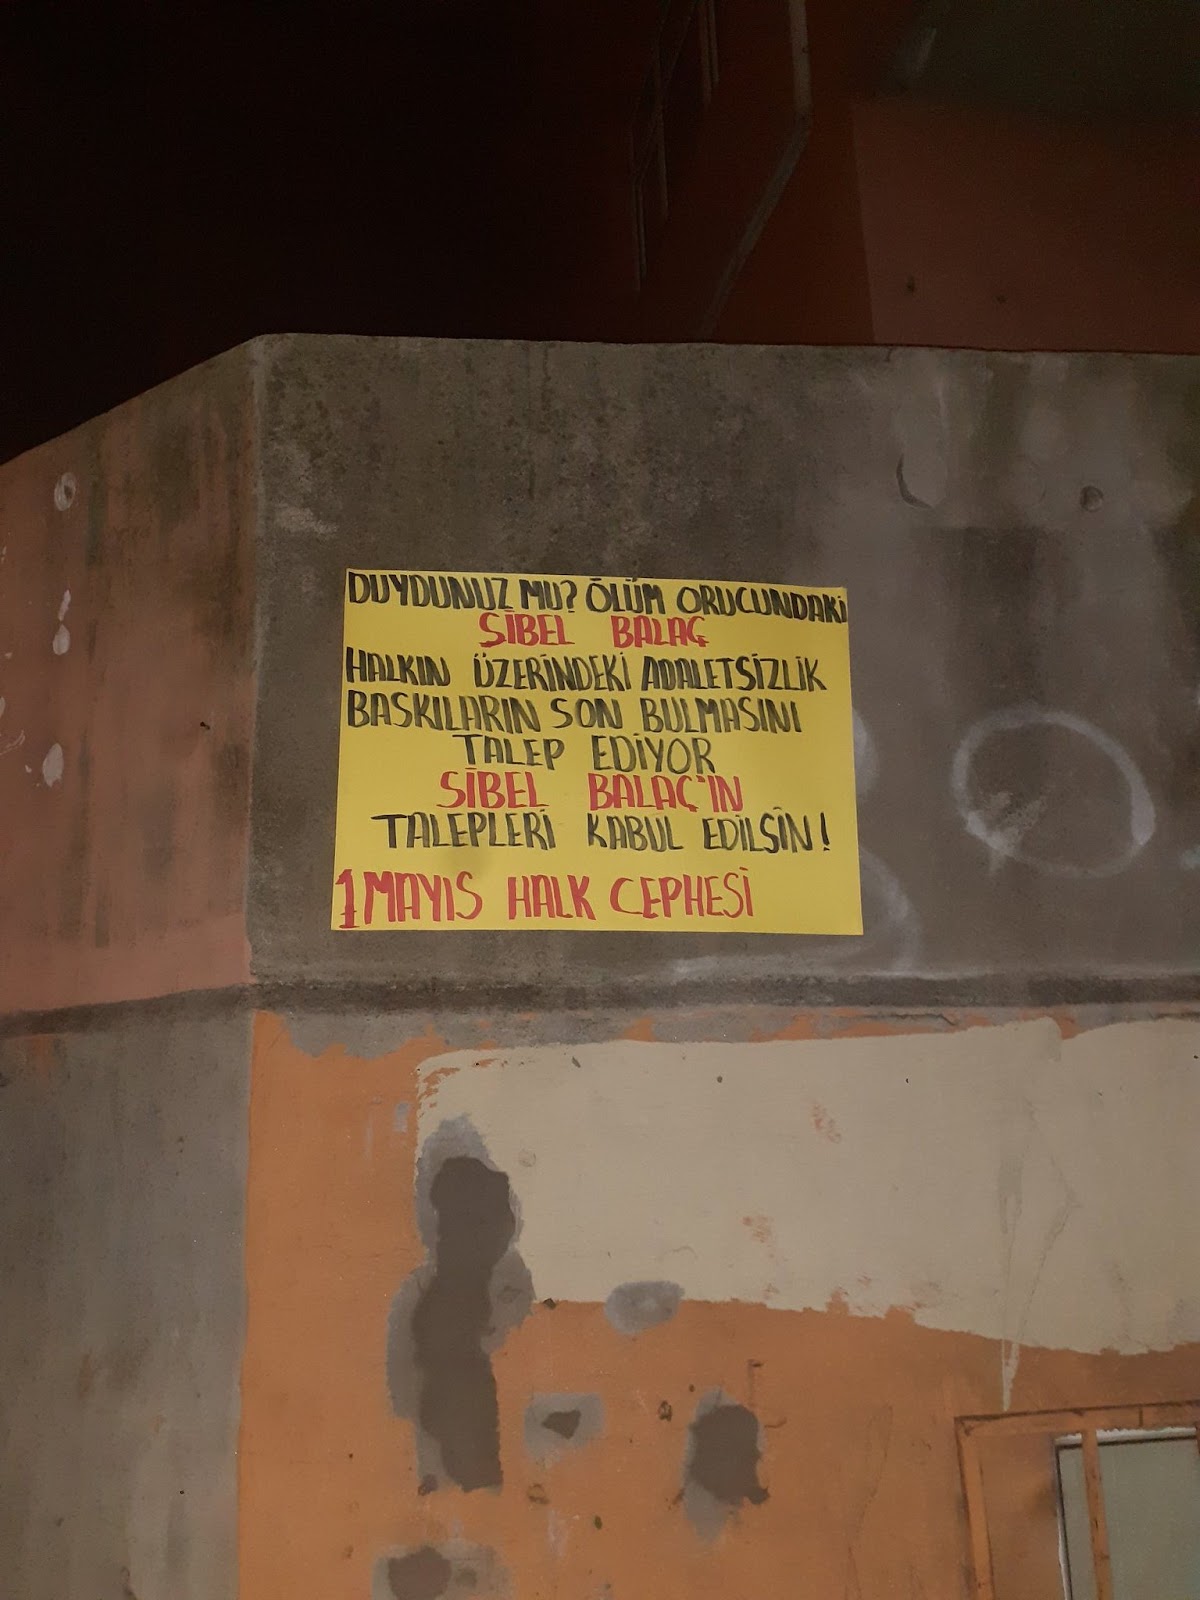 DUYDUNUZ MU? ÖLÜM ORUCUNDAKİ
SİBEL BALAÇ
HALKIN ÜZERİNDEKİ ADALETSİZLİK
BASKILARIN SON BULMASINI
TALEP EDİYOR
SİBEL BALAÇ'IN
TALEPLERİ KABUL EDİLSİN!
1 MAYIS HALK CEPHESİ